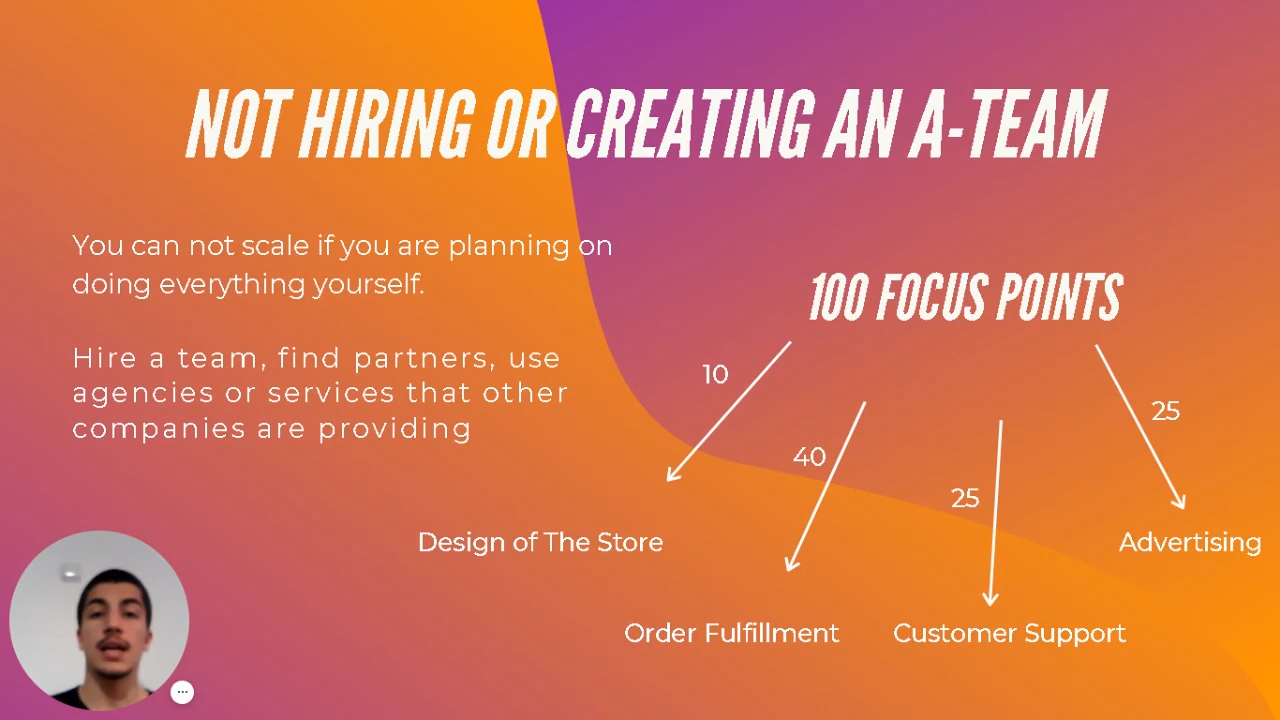 NOT HIRING OR CREATING AN A-TEAM
You can not scale if you are planning on
doing everything yourself.
Hire a team, find partners, use
agencies or services that other
companies are providing
100 FOCUS POINTS
10
40
25
25
Design of The Store
Order Fulfillment
Customer Support
Advertising